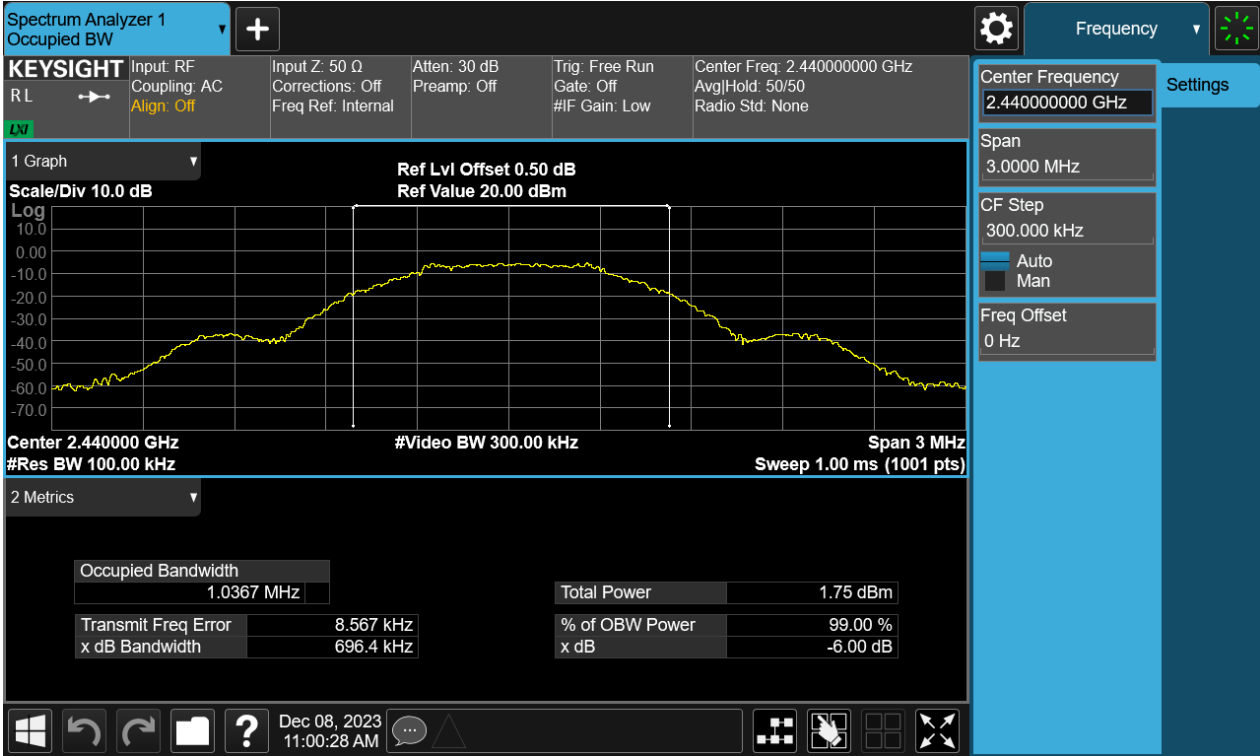 Spectrum Analyzer 1
Occupied BW
Frequency
KEYSIGHT
R L
LXI
Input: RF
Coupling: AC
Align: Off
Input Z: 50 Ω
Corrections: Off
Freq Ref: Internal
Atten: 30 dB
Preamp: Off
Trig: Free Run
Gate: Off
#IF Gain: Low
Center Freq: 2.440000000 GHz
Avg|Hold: 50/50
Radio Std: None
Center Frequency
2.440000000 GHz
Settings
Span
3.0000 MHz
CF Step
300.000 kHz
Auto
Man
Freq Offset
0 Hz
1 Graph
Scale/Div 10.0 dB
Ref Lvl Offset 0.50 dB
Ref Value 20.00 dBm
Log
10.0
0.00
-10.0
-20.0
-30.0
-40.0
-50.0
-60.0
-70.0
Center 2.440000 GHz
#Video BW 300.00 kHz
Span 3 MHz
#Res BW 100.00 kHz
Sweep 1.00 ms (1001 pts)
2 Metrics
Occupied Bandwidth
1.0367 MHz
Total Power 1.75 dBm
Transmit Freq Error 8.567 kHz
% of OBW Power 99.00 %
x dB Bandwidth 696.4 kHz
x dB -6.00 dB
?
Dec 08, 2023
11:00:28 AM